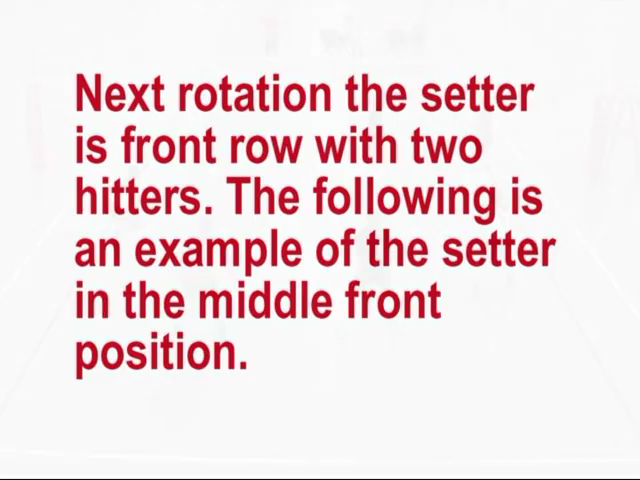 Next rotation the setter
is front row with two
hitters. The following is
an example of the setter
in the middle front
position.